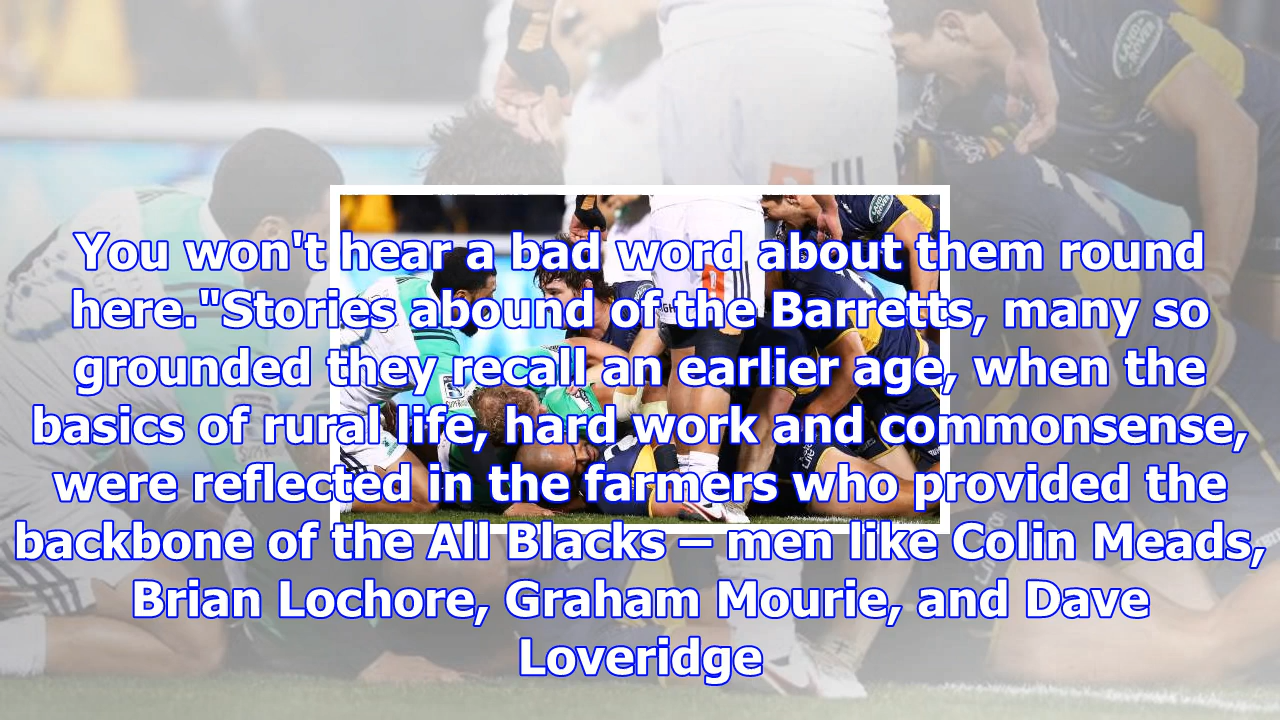 You won't hear a bad word about them round
here."Stories abound of the Barretts, many so
grounded they recall an earlier age, when the
basics of rural life, hard work and commonsense,
were reflected in the farmers who provided the
backbone of the All Blacks – men like Colin Meads,
Brian Lochore, Graham Mourie, and Dave
Loveridge
LAND
ROVER